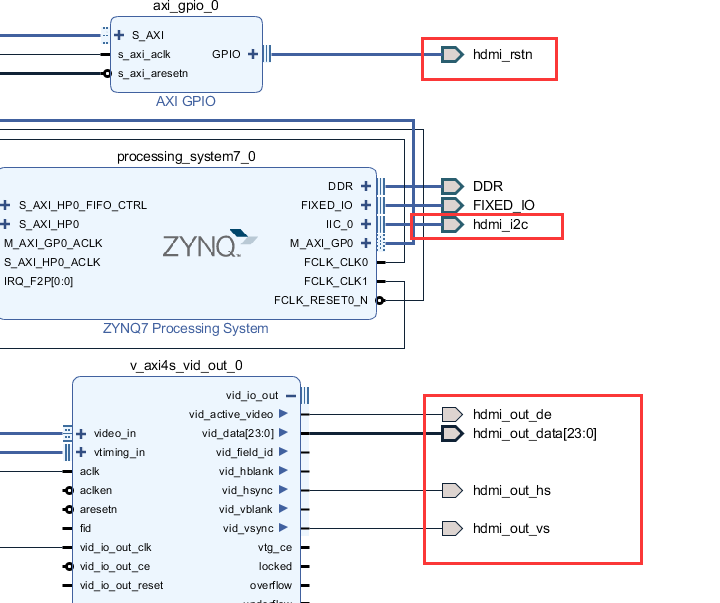 axi_gpio_0
S_AXI
s_axi_aclk
GPIO
s_axi_aresetn
hdmi_rstn
AXI GPIO
processing_system7_0
DDR
DDR
S_AXI_HP0_FIFO_CTRL
FIXED_IO
FIXED_IO
S_AXI_HP0
IIC_0
hdmi_i2c
M_AXI_GP0_ACLK
M_AXI_GP0
S_AXI_HP0_ACLK
FCLK_CLK0
IRQ_F2P[0:0]
FCLK_CLK1
FCLK_RESET0_N
ZYNQ
ZYNQ7 Processing System
v_axi4s_vid_out_0
vid_io_out
vid_active_video
hdmi_out_de
video_in
vid_data[23:0]
hdmi_out_data[23:0]
vtiming_in
vid_field_id
aclk
vid_hblank
aclken
vid_hsync
hdmi_out_hs
aresetn
vid_vblank
fid
vid_vsync
hdmi_out_vs
vid_io_out_clk
vtg_ce
vid_io_out_ce
locked
vid_io_out_reset
overflow